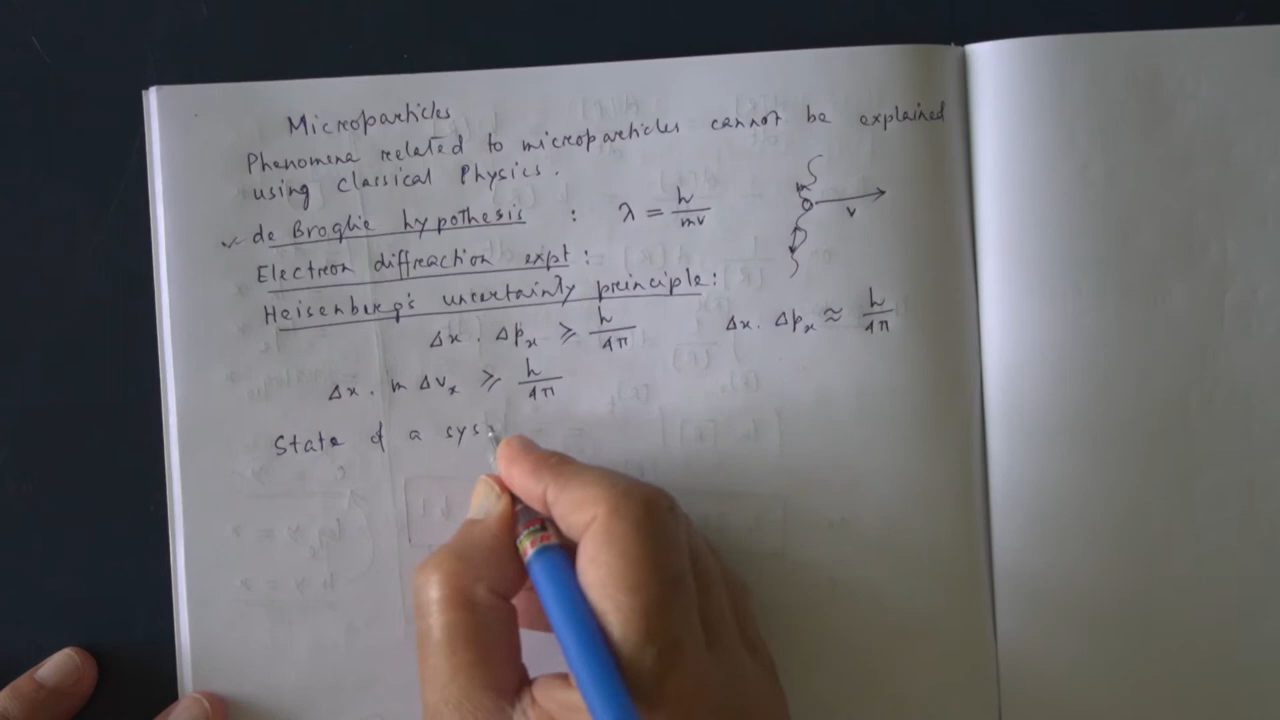 Microparticles
Phenomena related to microparticles cannot be explained
using Classical Physics.
✓ de Broglie hypothesis : λ = h/mv
v
Electron diffraction expt :
Heisenberg's uncertainty principle :
Δx . Δpₓ ⩾ h/4π Δx . Δpₓ ≈ h/4π
Δx . m Δvₓ ⩾ h/4π
State of a sys